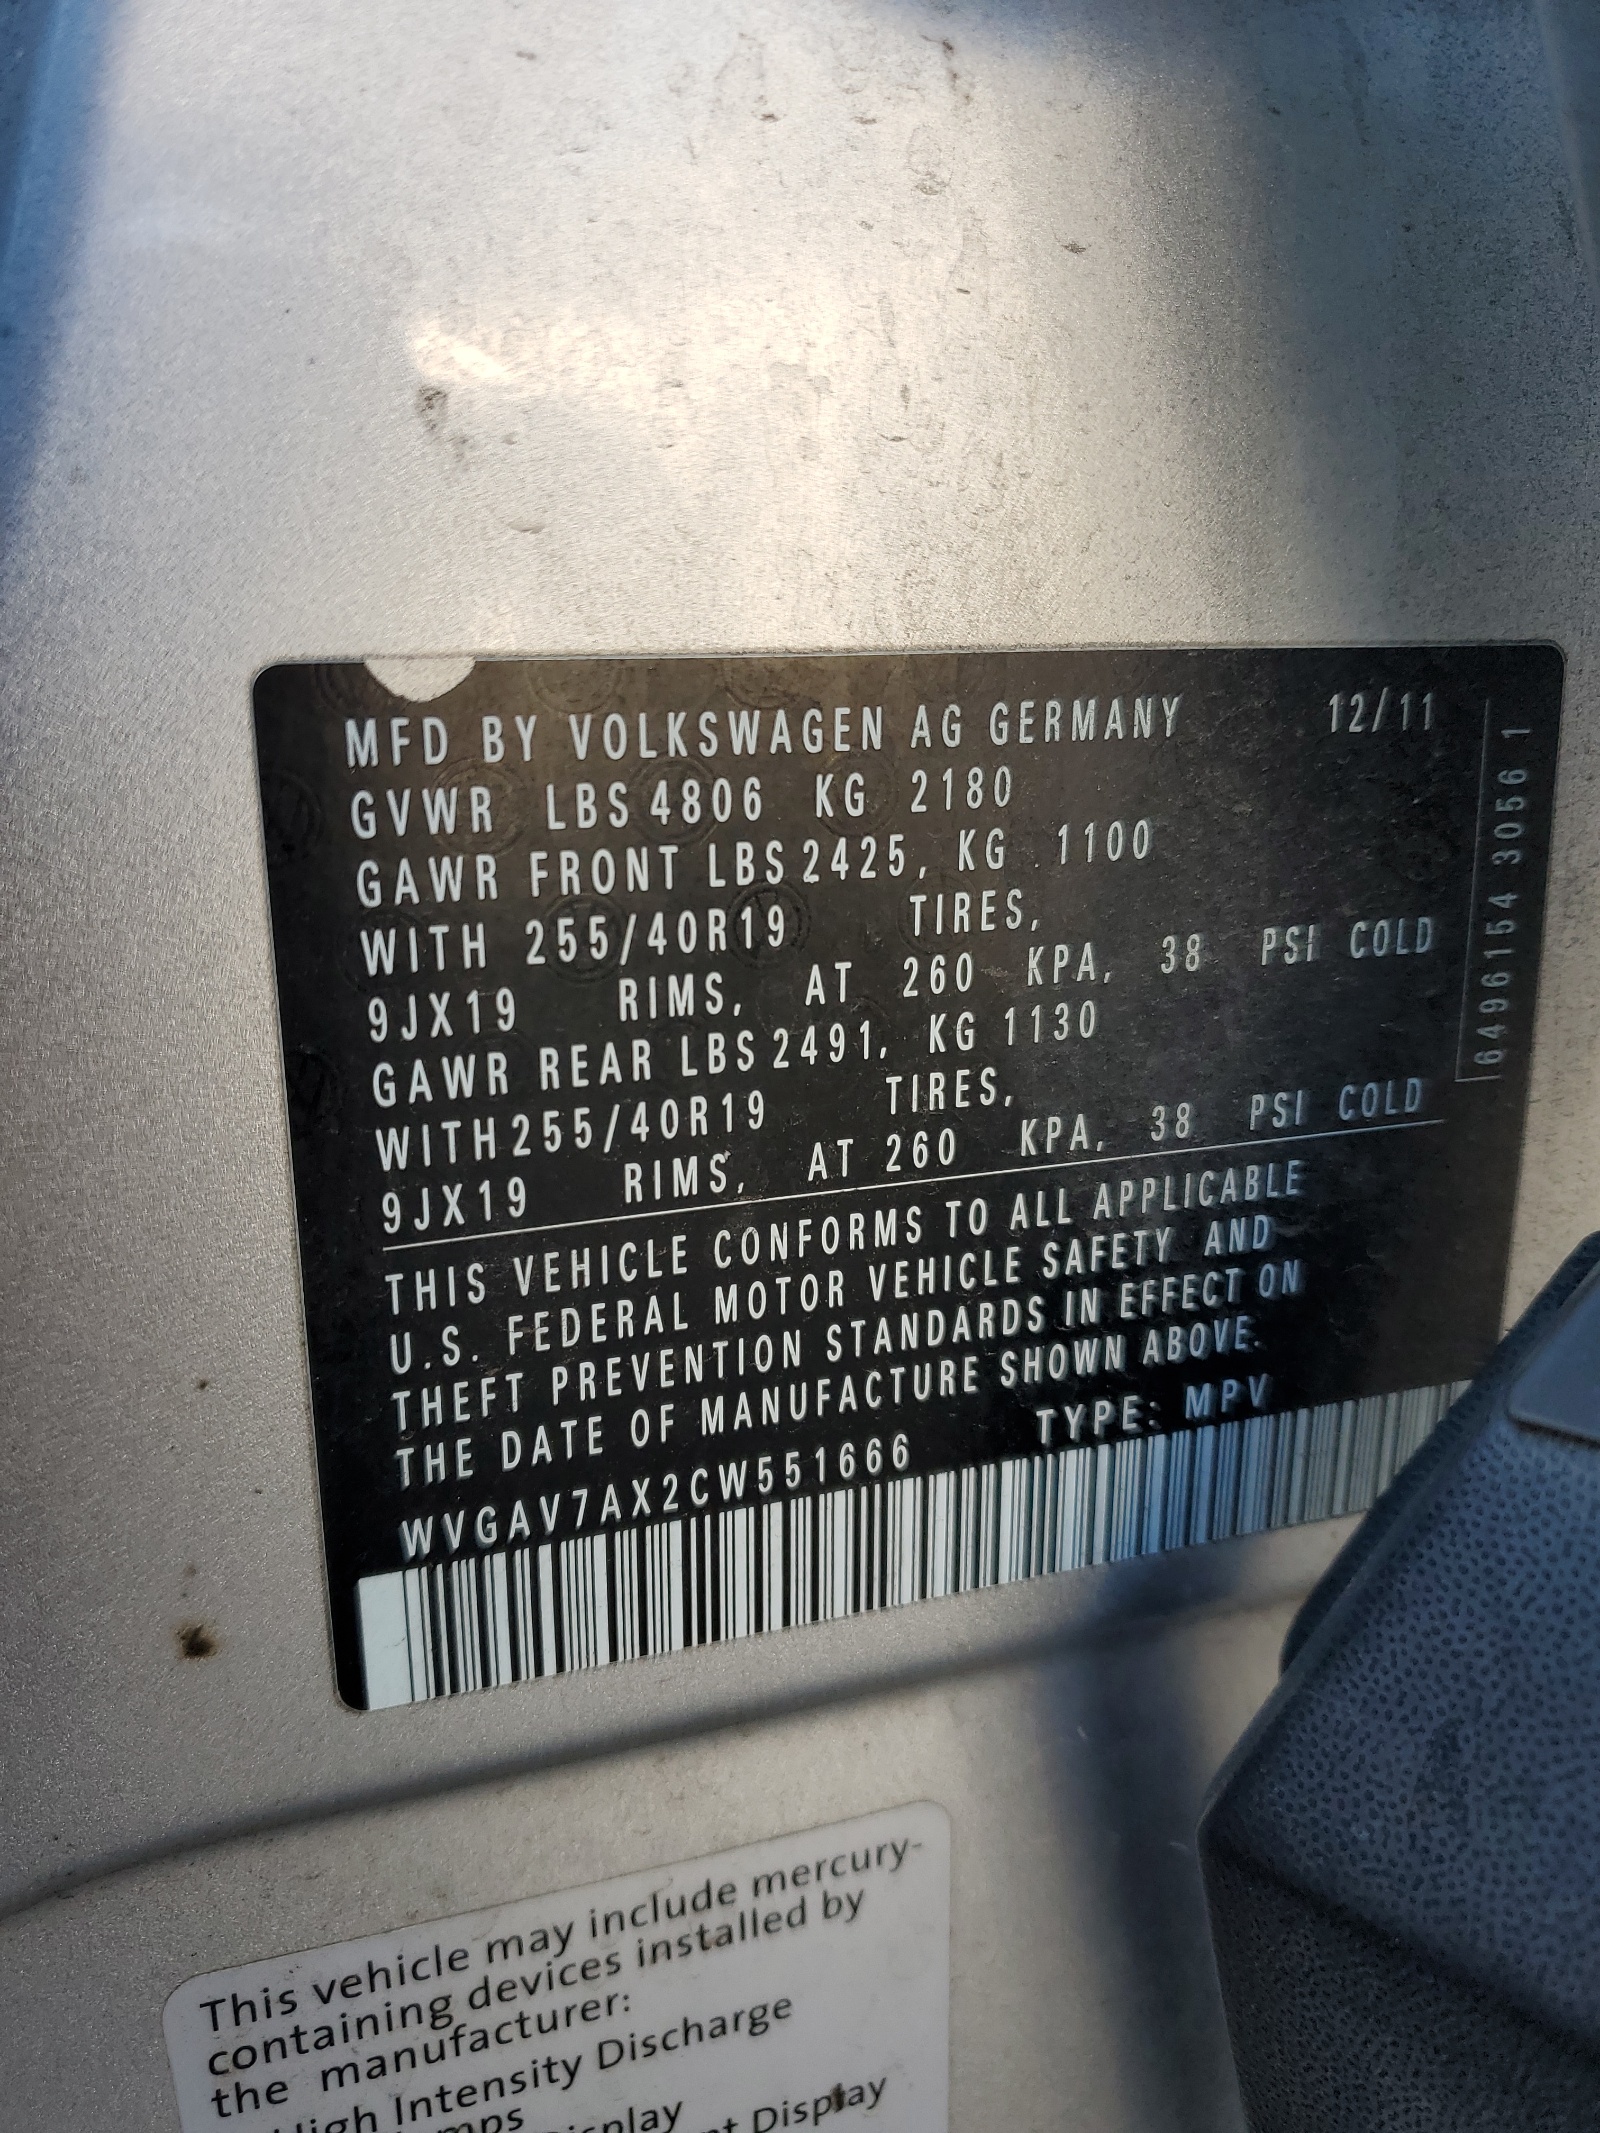 MFD BY VOLKSWAGEN AG GERMANY 12/11
GVWR LBS 4806 KG 2180
GAWR FRONT LBS 2425, KG 1100
WITH 255/40R19 TIRES,
9JX19 RIMS, AT 260 KPA, 38 PSI COLD
GAWR REAR LBS 2491, KG 1130
WITH 255/40R19 TIRES,
9JX19 RIMS, AT 260 KPA, 38 PSI COLD
THIS VEHICLE CONFORMS TO ALL APPLICABLE
U.S. FEDERAL MOTOR VEHICLE SAFETY AND
THEFT PREVENTION STANDARDS IN EFFECT ON
THE DATE OF MANUFACTURE SHOWN ABOVE.
WVGAV7AX2CW551666 TYPE: MPV
6496154 3056 1
This vehicle may include mercury-
containing devices installed by
the manufacturer:
High Intensity Discharge
Display
Display